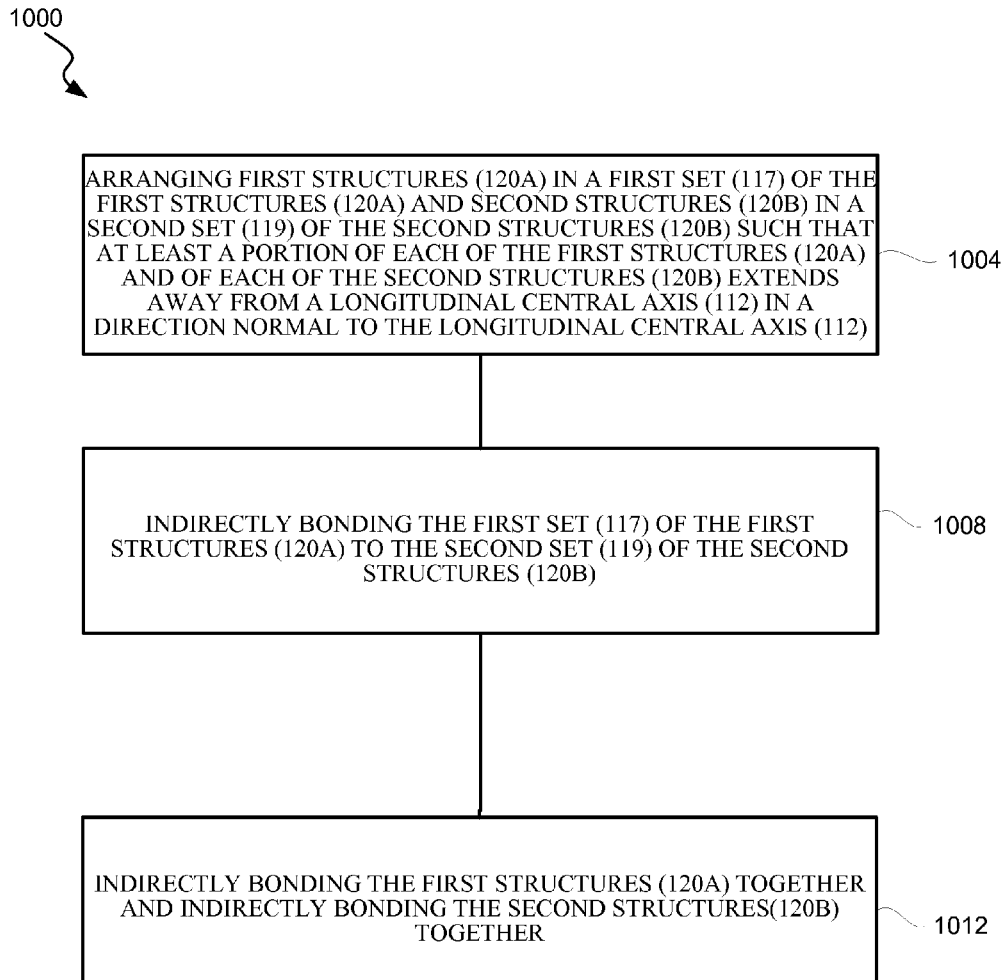 1000
ARRANGING FIRST STRUCTURES (120A) IN A FIRST SET (117) OF THE
FIRST STRUCTURES (120A) AND SECOND STRUCTURES (120B) IN A
SECOND SET (119) OF THE SECOND STRUCTURES (120B) SUCH THAT
AT LEAST A PORTION OF EACH OF THE FIRST STRUCTURES (120A)
AND OF EACH OF THE SECOND STRUCTURES (120B) EXTENDS
AWAY FROM A LONGITUDINAL CENTRAL AXIS (112) IN A
DIRECTION NORMAL TO THE LONGITUDINAL CENTRAL AXIS (112)
1004
INDIRECTLY BONDING THE FIRST SET (117) OF THE FIRST
STRUCTURES (120A) TO THE SECOND SET (119) OF THE SECOND
STRUCTURES (120B)
1008
INDIRECTLY BONDING THE FIRST STRUCTURES (120A) TOGETHER
AND INDIRECTLY BONDING THE SECOND STRUCTURES(120B)
TOGETHER
1012